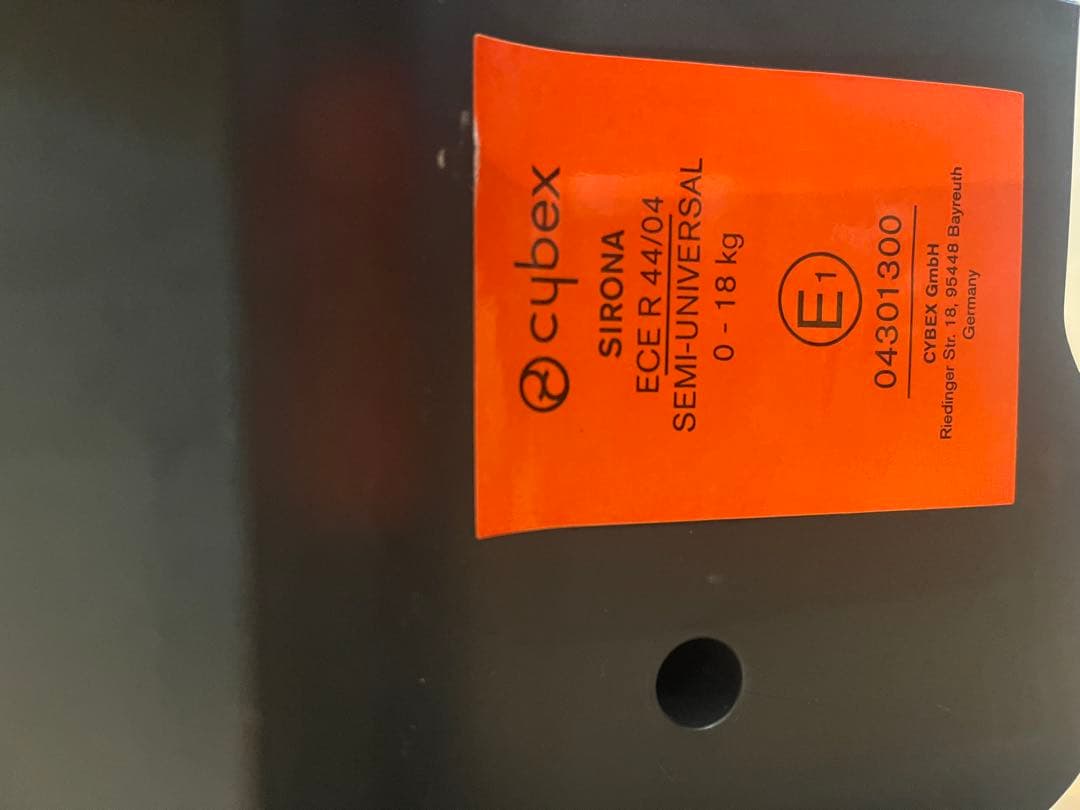 cybex
SIRONA
ECE R 44/04
SEMI-UNIVERSAL
0 - 18 kg
E1
04301300
CYBEX GmbH
Riedinger Str. 18, 95448 Bayreuth
Germany